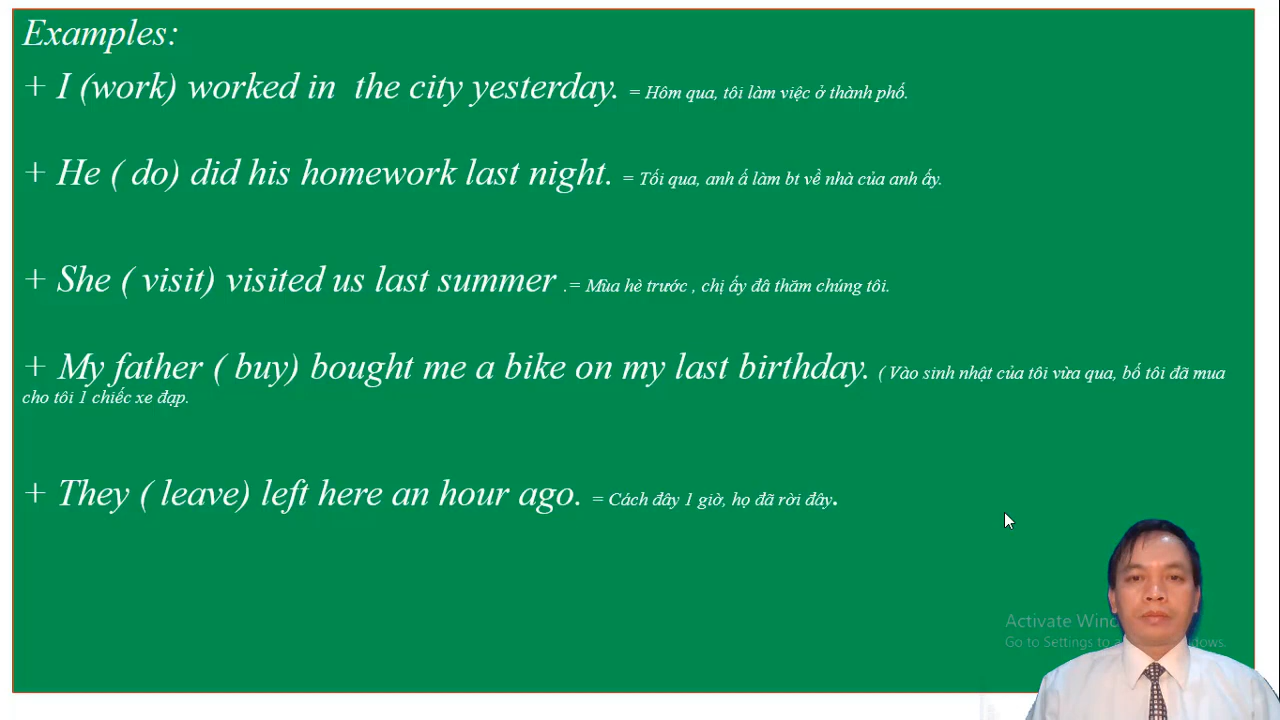 Examples:
+ I (work) worked in the city yesterday. = Hôm qua, tôi làm việc ở thành phố.
+ He ( do) did his homework last night. = Tối qua, anh ấ làm bt về nhà của anh ấy.
+ She ( visit) visited us last summer .= Mùa hè trước , chị ấy đâ thăm chúng tôi.
+ My father ( buy) bought me a bike on my last birthday. ( Vào sinh nhật của tôi vừa qua, bố tôi đã mua
cho tôi 1 chiếc xe đạp.
+ They ( leave) left here an hour ago. = Cách đây 1 giờ, họ đã rời đây.
Activate
Go to Settings to